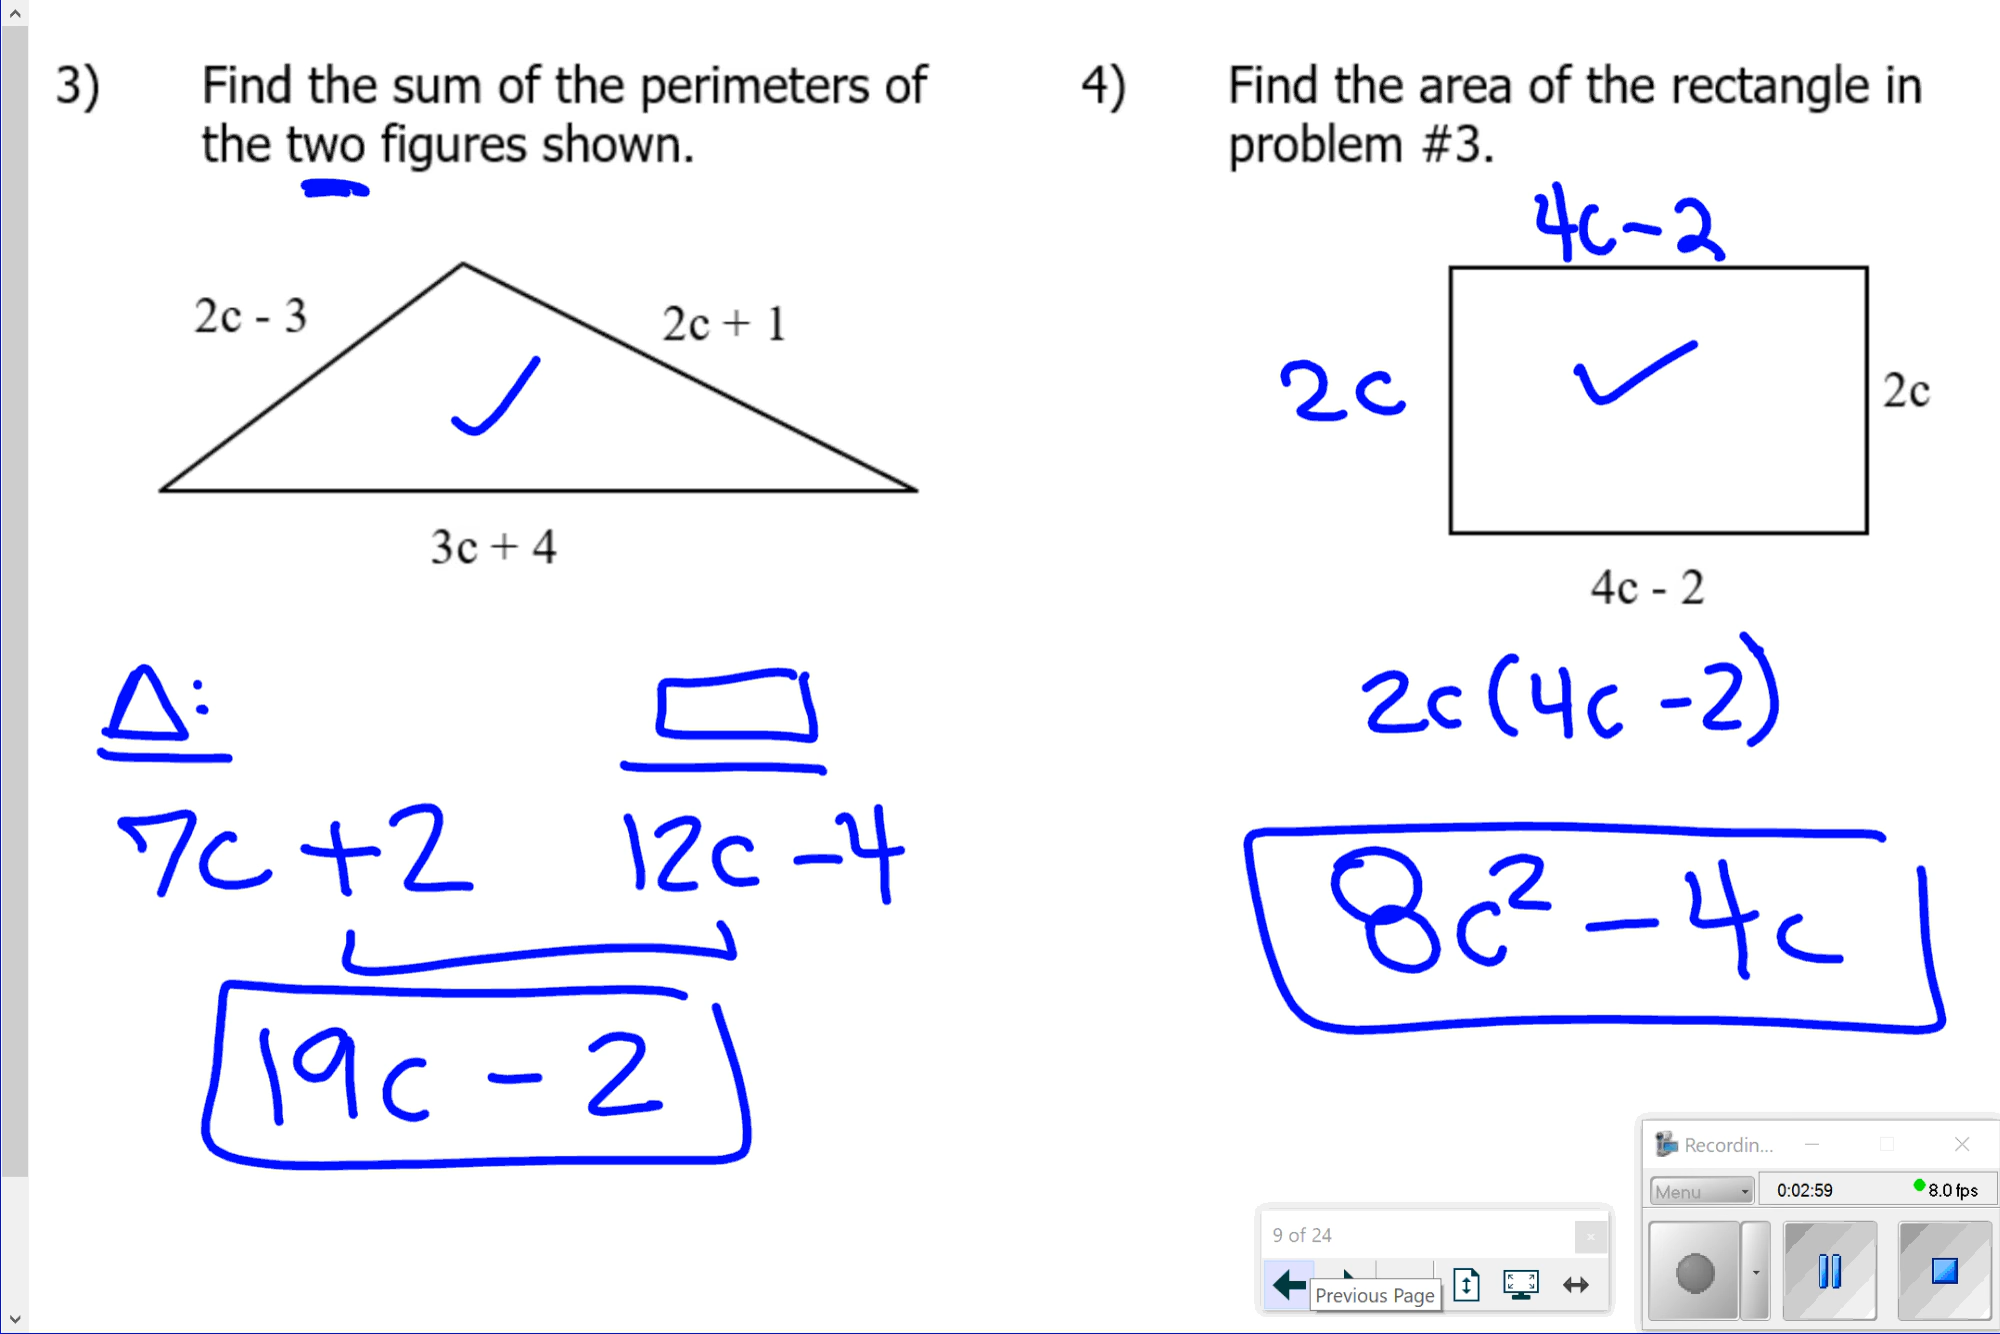 3) Find the sum of the perimeters of
the two figures shown.
2c - 3
2c + 1
3c + 4
Δ:
7c + 2
12c - 4
19c - 2
4) Find the area of the rectangle in
problem #3.
4c - 2
2c
2c
4c - 2
2c(4c - 2)
8c² - 4c
9 of 24
Previous Page
Recordin...
Menu
0:02:59
8.0 fps